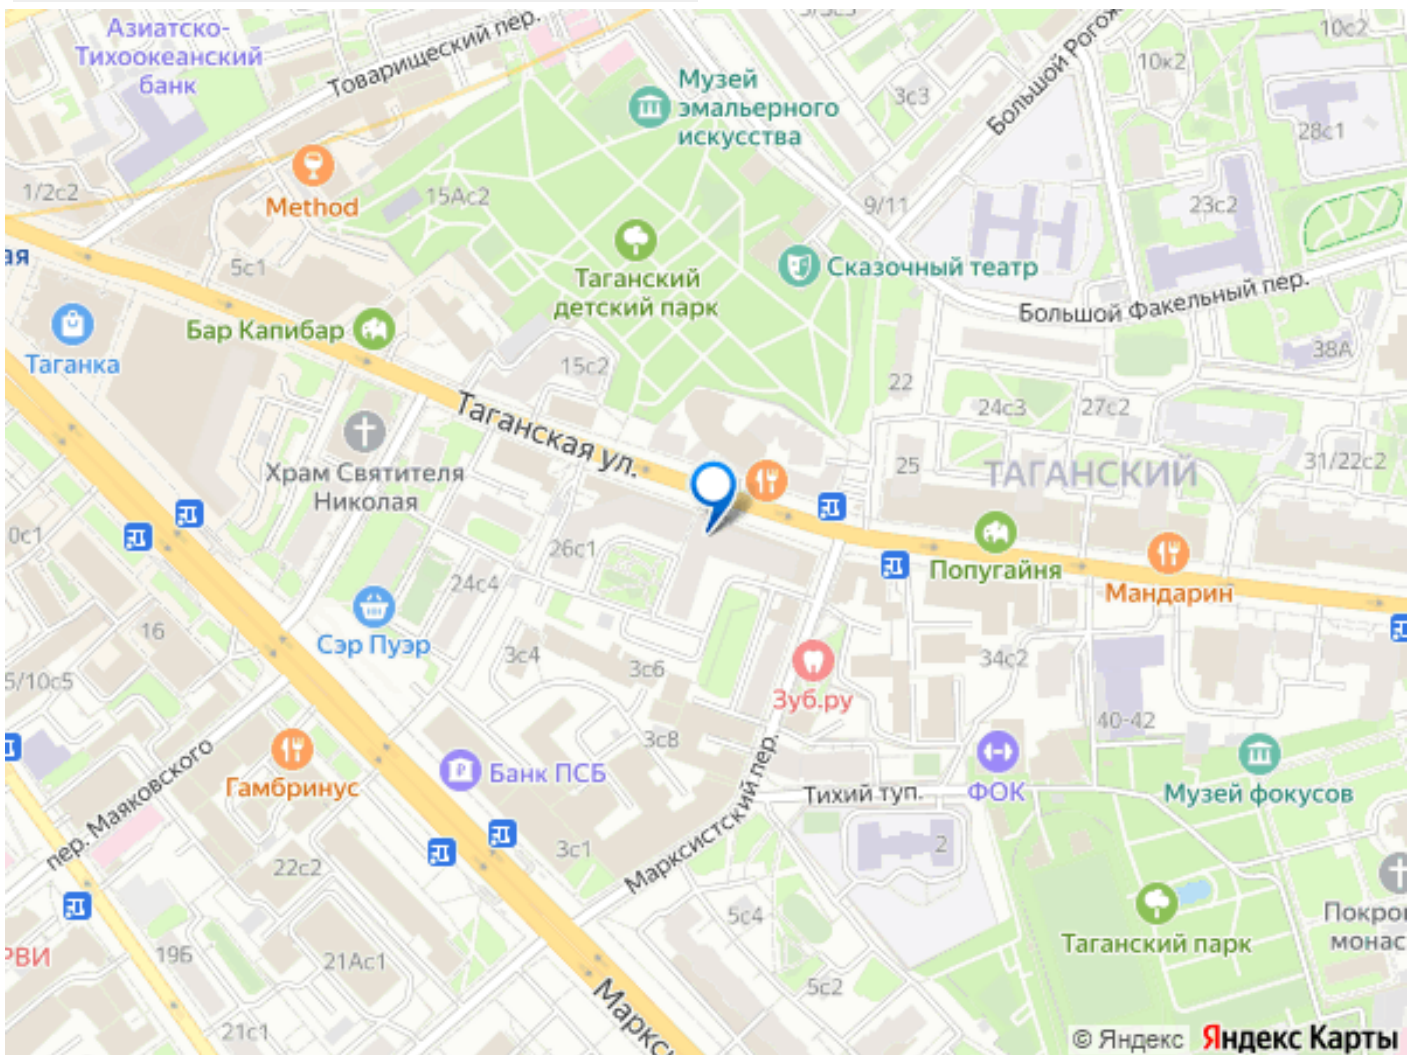 Азиатско-
Тихоокеанский
банк
Товарищеский пер.
Музей
эмальерного
искусства
3с3
10к2
10с2
Большой Рогож
28с1
1/2с2
Method
15Ас2
9/11
23с2
ая
5с1
Таганский
детский парк
Сказочный театр
Большой Факельный пер.
Бар Капибар
Таганка
15с2
22
38А
24с3
27с2
Таганская ул.
Храм Святителя
Николая
25
ТАГАНСКИЙ
31/22с2
0с1
26с1
Попугайня
24с4
Мандарин
16
Сэр Пуэр
3с4
3с6
34с2
5/10с5
Зуб.ру
40-42
3с8
пер. Маяковского
Гамбринус
Банк ПСБ
Марксистский пер.
Тихий туп.
ФОК
Музей фокусов
3с1
2
22с2
5с4
Таганский парк
Покро
монас
РВИ
19Б
21Ас1
5с2
21с1
Маркс
© Яндекс Яндекс Карты